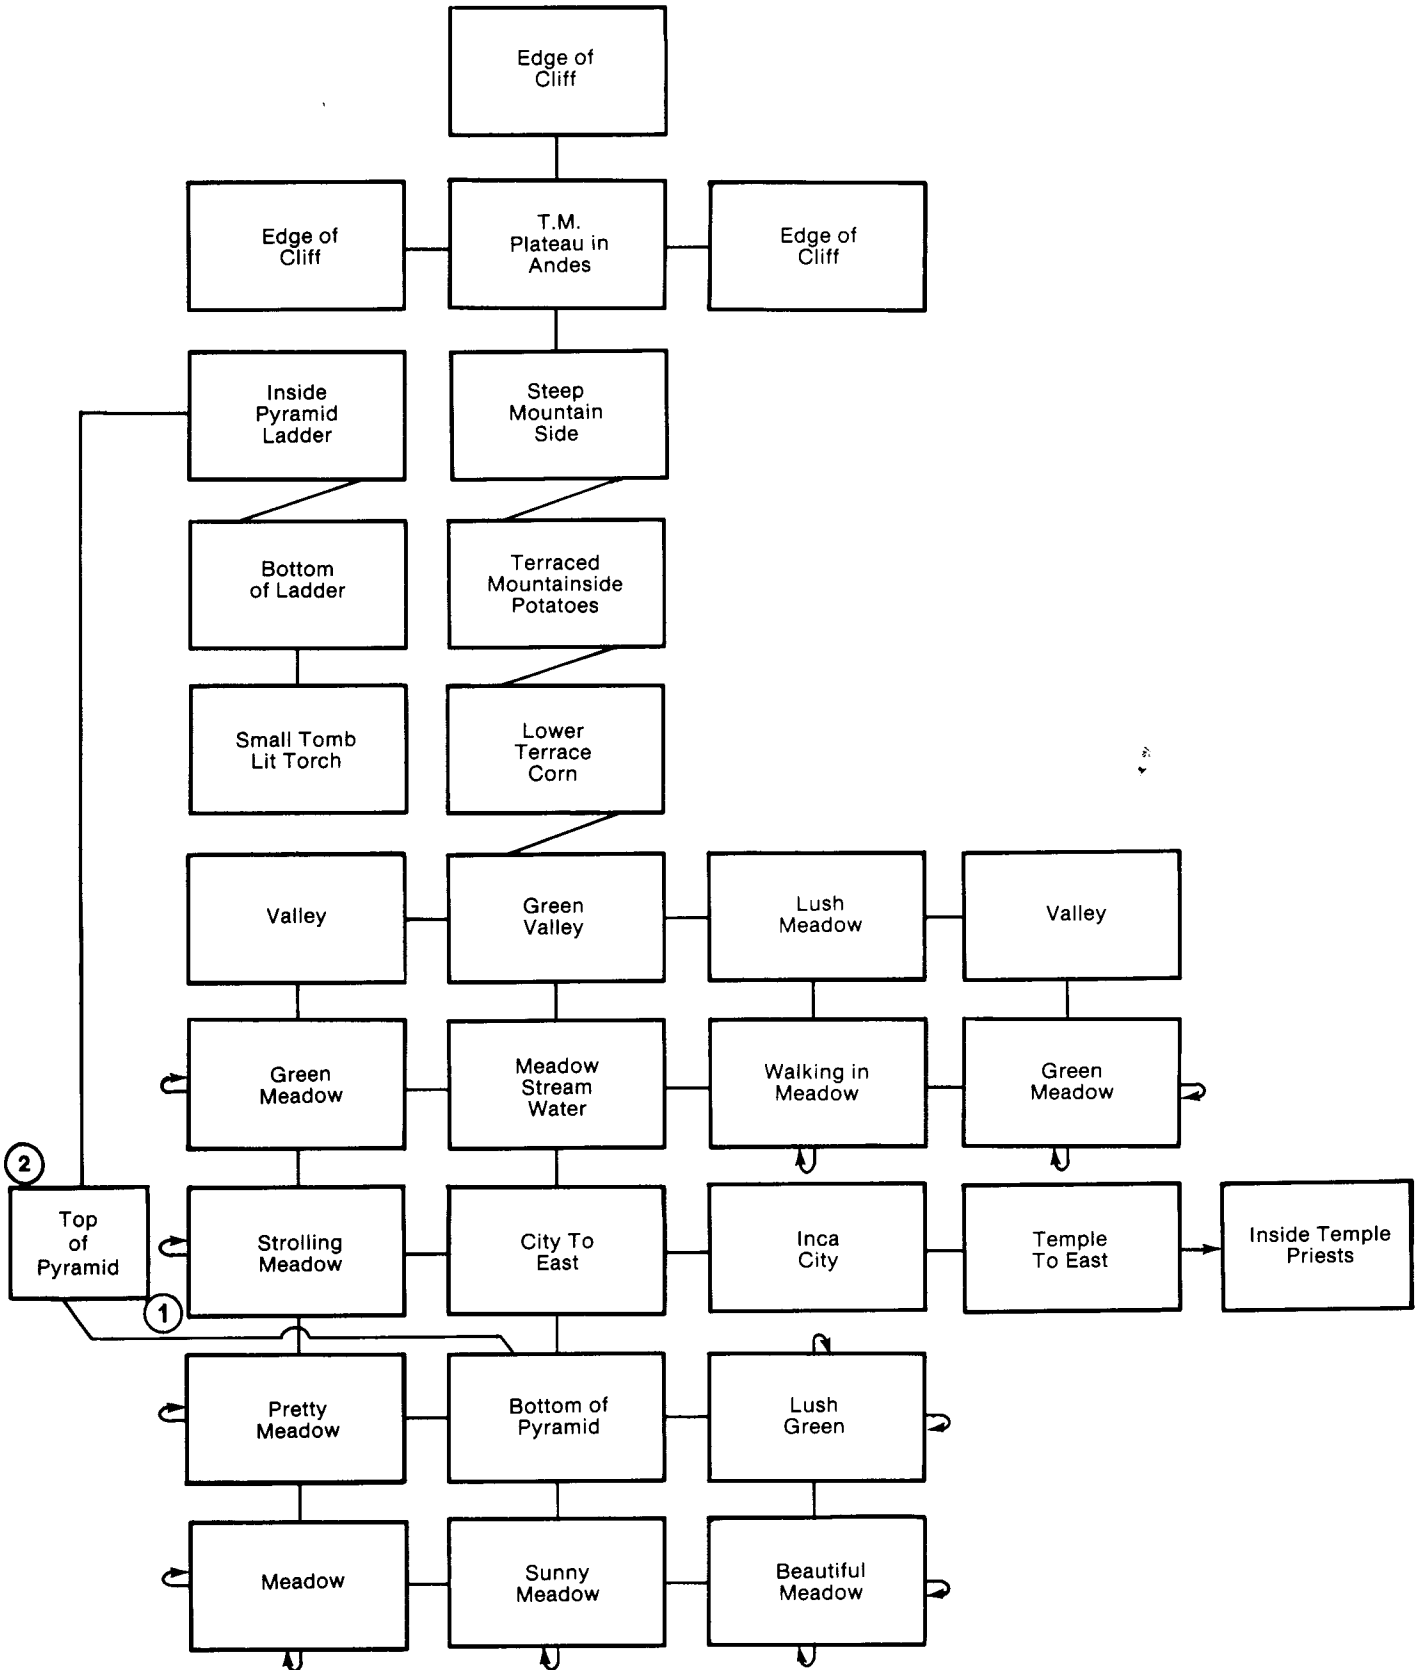 Edge of
Cliff
Edge of
Cliff
T.M.
Plateau in
Andes
Edge of
Cliff
Inside
Pyramid
Ladder
Steep
Mountain
Side
Bottom
of Ladder
Terraced
Mountainside
Potatoes
Small Tomb
Lit Torch
Lower
Terrace
Corn
Valley
Green
Valley
Lush
Meadow
Valley
Green
Meadow
Meadow
Stream
Water
Walking in
Meadow
Green
Meadow
2
Top
of
Pyramid
1
Strolling
Meadow
City To
East
Inca
City
Temple
To East
Inside Temple
Priests
Pretty
Meadow
Bottom of
Pyramid
Lush
Green
Meadow
Sunny
Meadow
Beautiful
Meadow